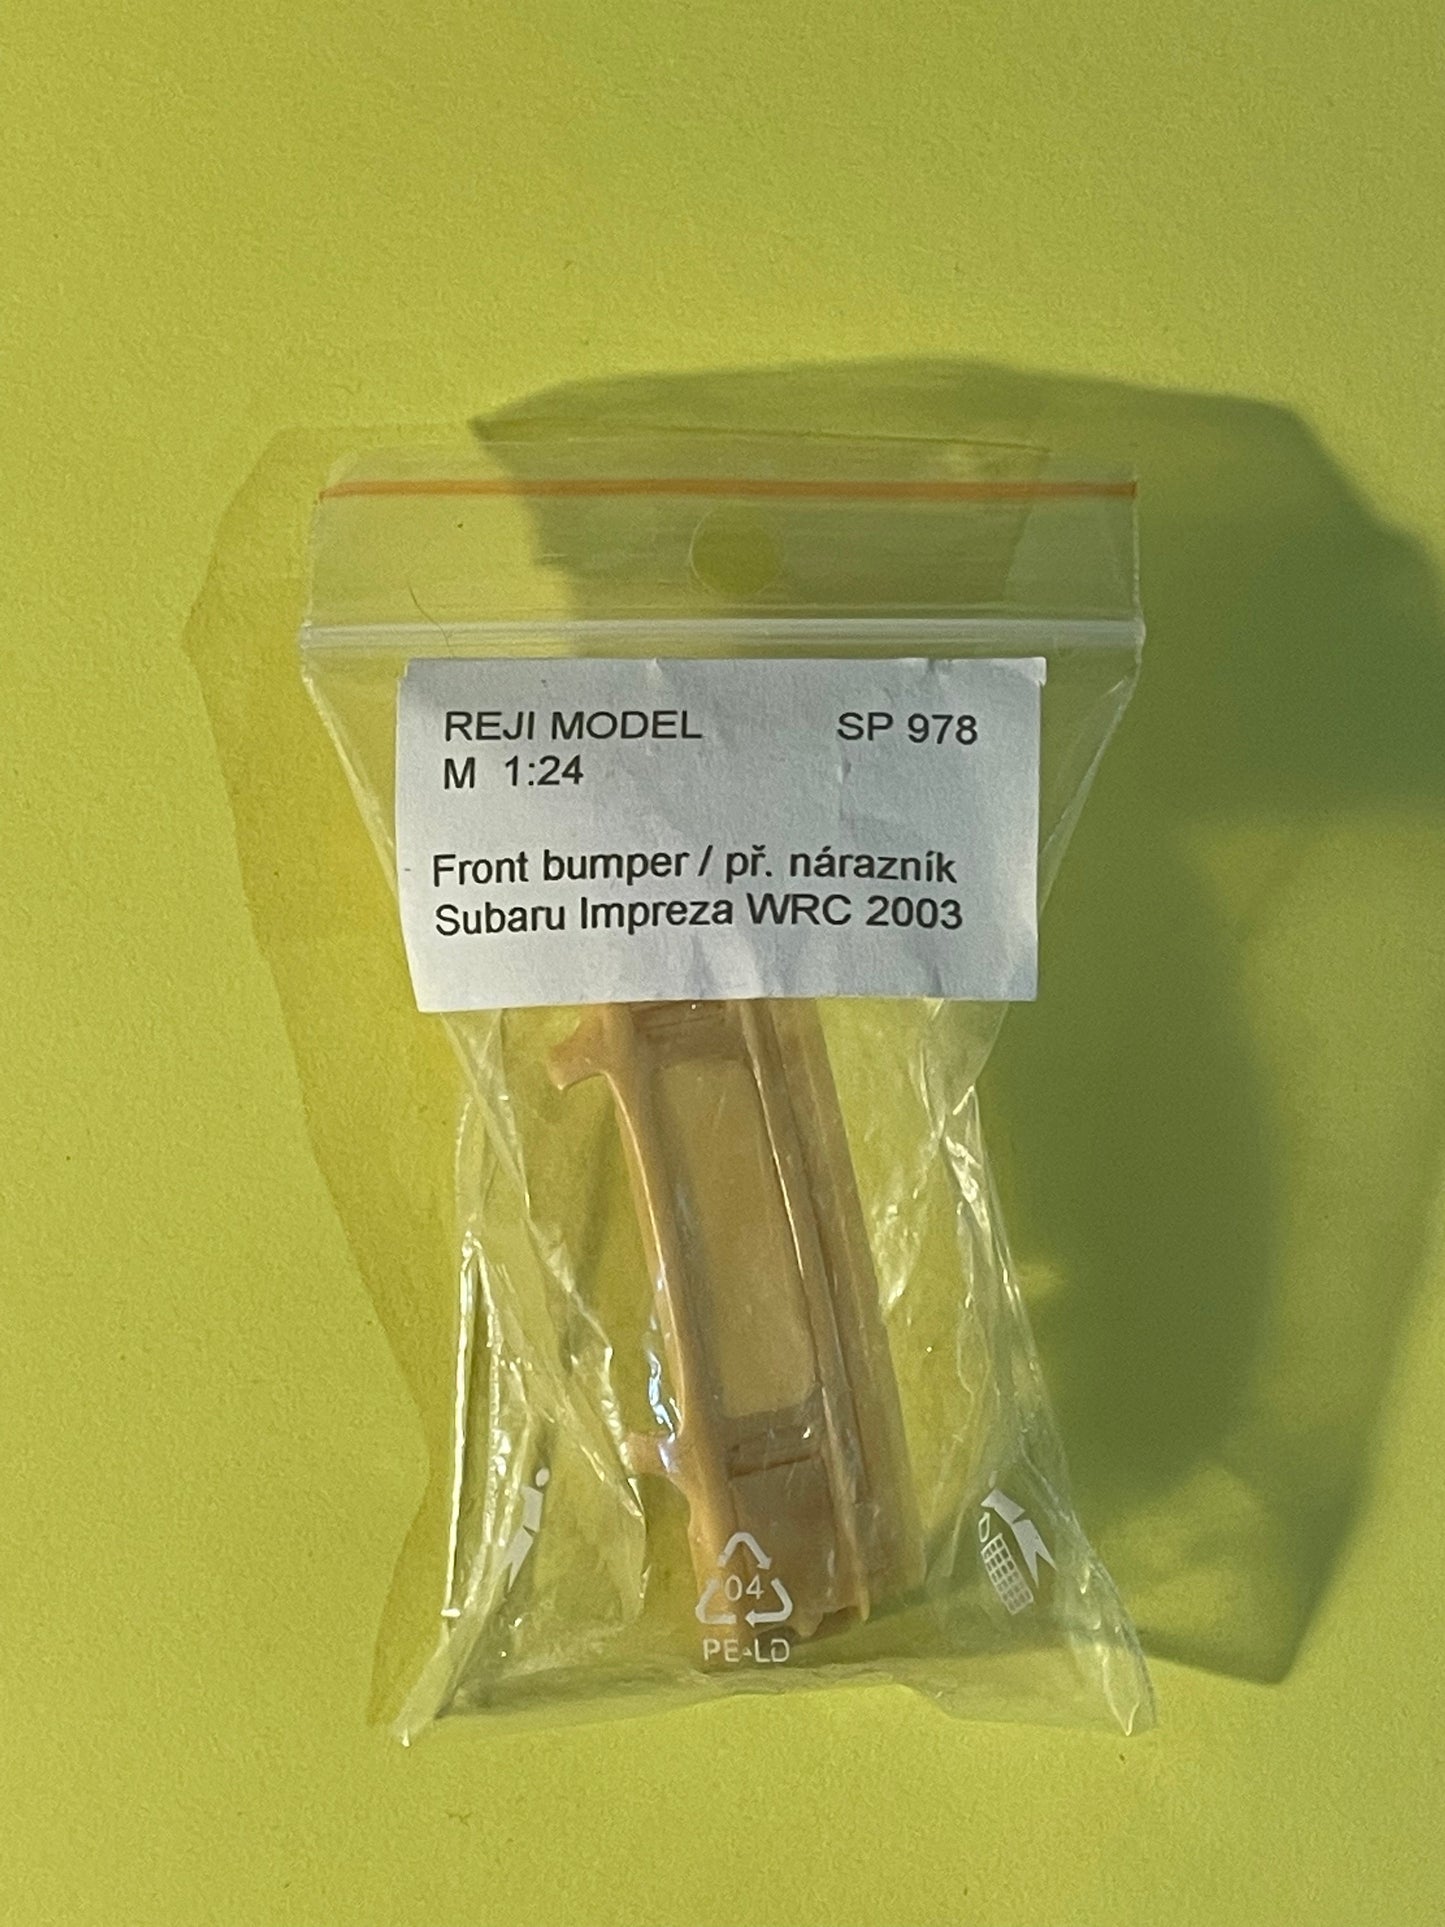 REJI MODEL SP 978
M 1:24
Front bumper / př. nárazník
Subaru Impreza WRC 2003
04
PE-LD